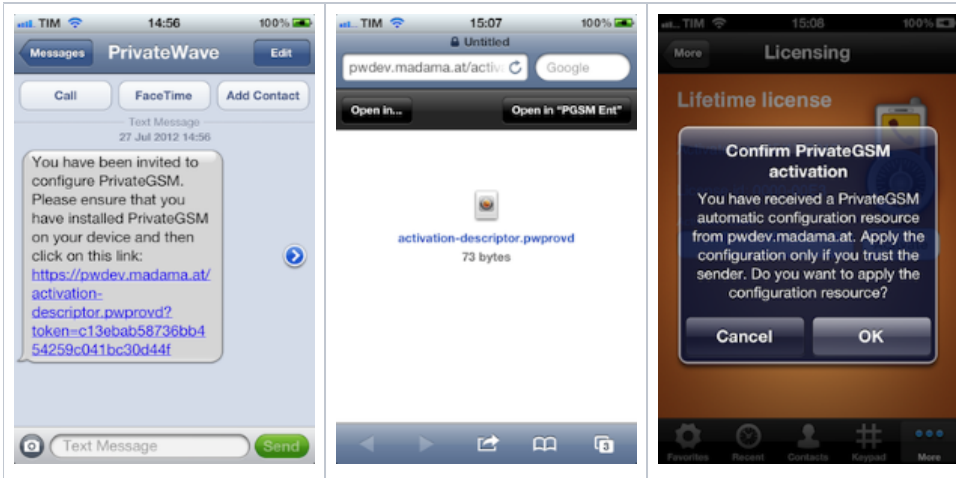 TIM 14:56 100%
Messages PrivateWave Edit
Call FaceTime Add Contact
Text Message
27 Jul 2012 14:56
You have been invited to
configure PrivateGSM.
Please ensure that you
have installed PrivateGSM
on your device and then
click on this link:
https://pwdev.madama.at/
activation-
descriptor.pwprovd?
token=c13ebab58736bb4
54259c041bc30d44f
Text Message Send
TIM 15:07 100%
Untitled
pwdev.madama.at/activ Google
Open in... Open in "PGSM Ent"
activation-descriptor.pwprovd
73 bytes
3
TIM 15:08 100%
More Licensing
Lifetime license
Confirm PrivateGSM
activation
You have received a PrivateGSM
automatic configuration resource
from pwdev.madama.at. Apply the
configuration only if you trust the
sender. Do you want to apply the
configuration resource?
Cancel OK
Favorites Recent Contacts Keypad More